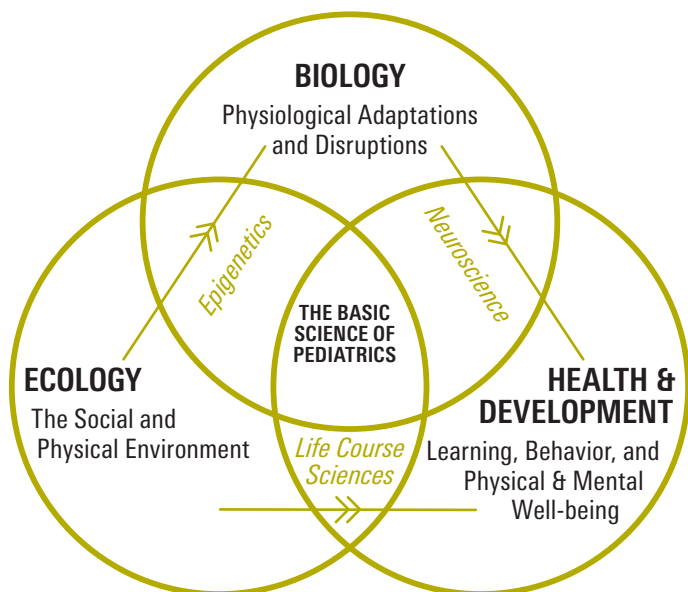 BIOLOGY
Physiological Adaptations
and Disruptions
Epigenetics
Neuroscience
THE BASIC
SCIENCE OF
PEDIATRICS
ECOLOGY
The Social and
Physical Environment
HEALTH &
DEVELOPMENT
Learning, Behavior, and
Physical & Mental
Well-being
Life Course
Sciences